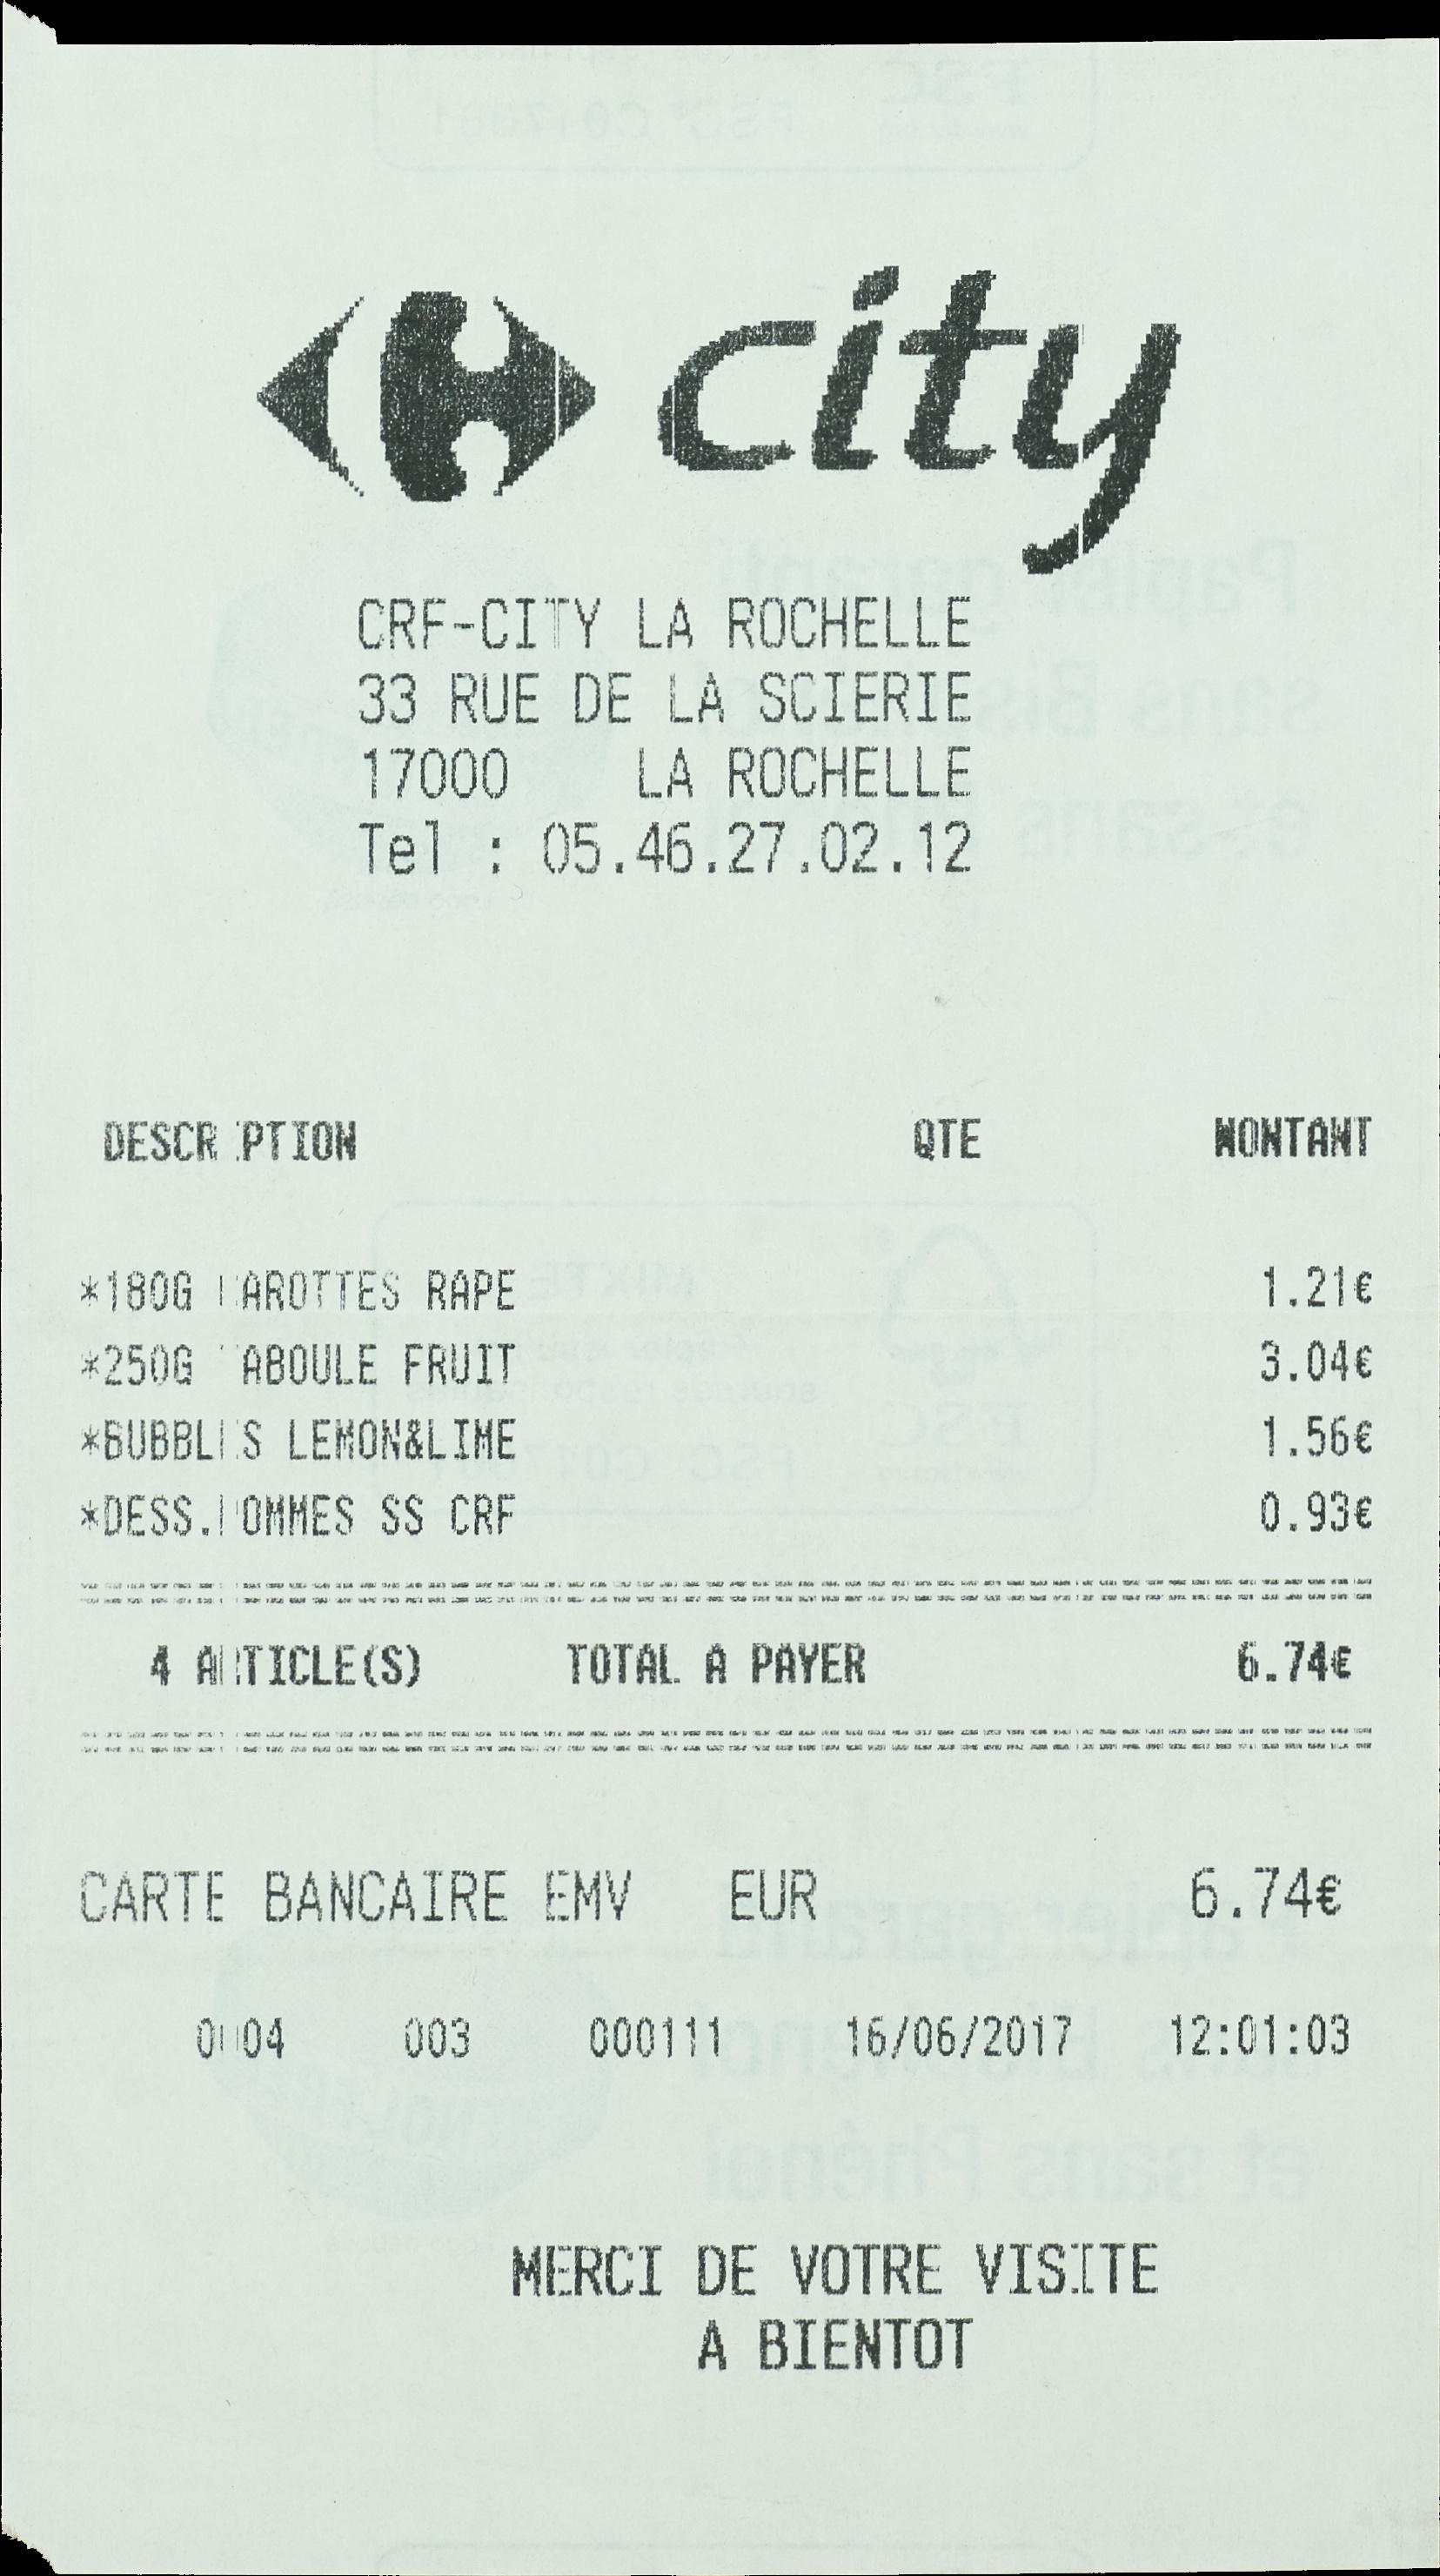 city
CRF-CITY LA ROCHELLE
33 RUE DE LA SCIERIE
17000 LA ROCHELLE
Tel : 05.46.27.02.12
DESCRIPTION QTE MONTANT
*180G CAROTTES RAPE 1.21€
*250G TABOULE FRUIT 3.04€
*BUBBLES LEMON&LIME 1.56€
*DESS.POMMES SS CRF 0.93€
4 ARTICLE(S) TOTAL A PAYER 6.74€
CARTE BANCAIRE EMV EUR 6.74€
0004 003 000111 16/06/2017 12:01:03
MERCI DE VOTRE VISITE
A BIENTOT